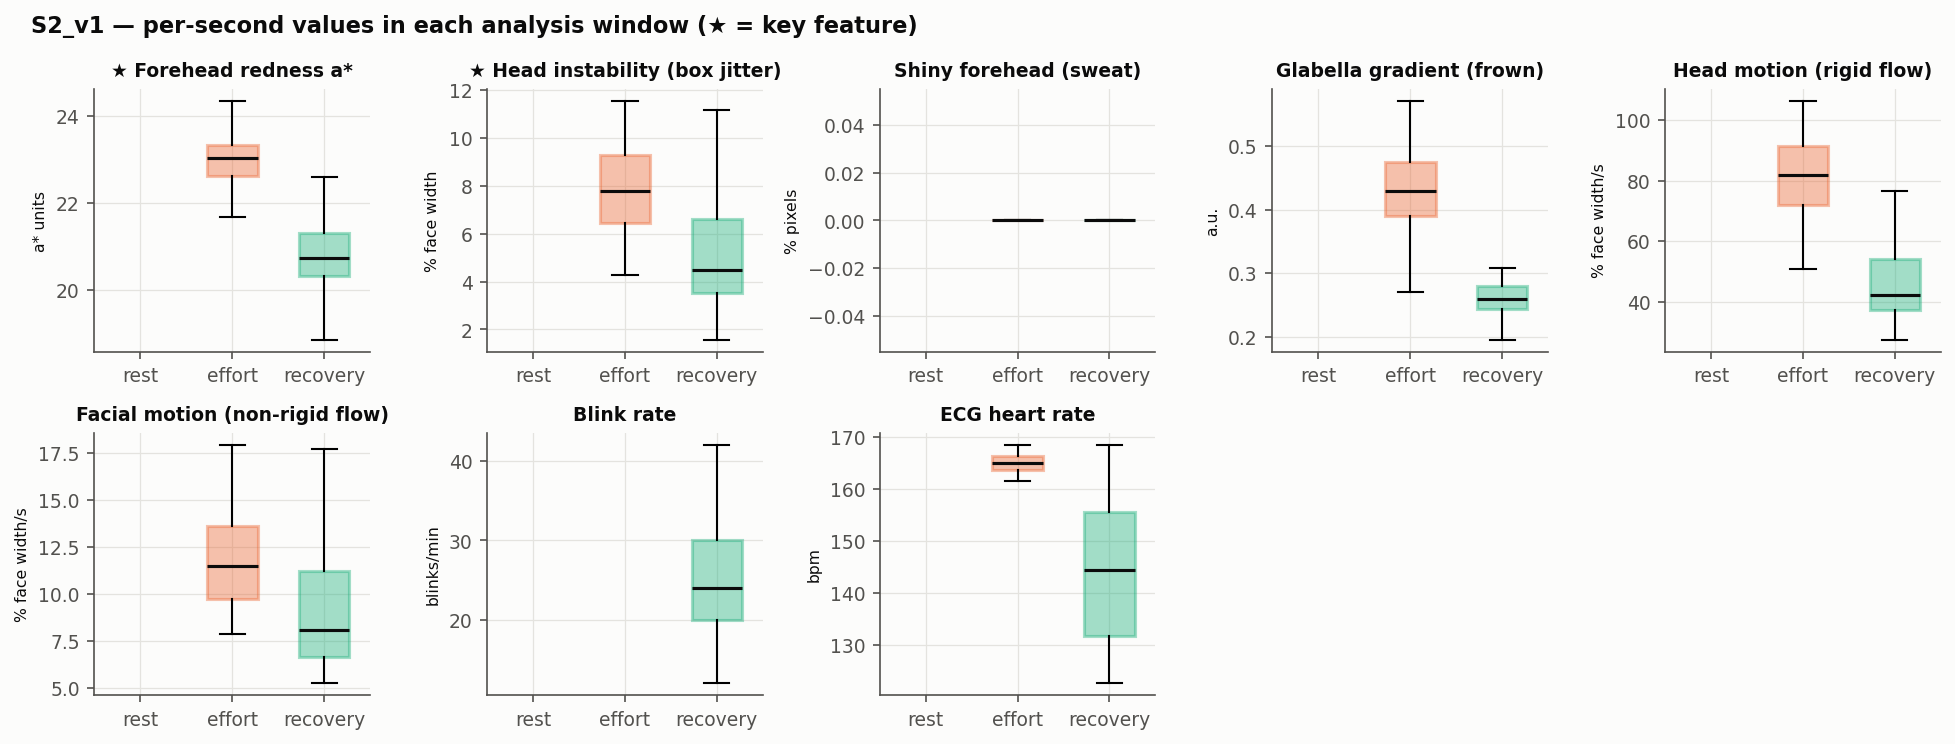 S2_v1 — per-second values in each analysis window (★ = key feature)
★ Forehead redness a*
a* units
24
22
20
rest effort recovery
★ Head instability (box jitter)
% face width
12
10
8
6
4
2
rest effort recovery
Shiny forehead (sweat)
% pixels
0.04
0.02
0.00
−0.02
−0.04
rest effort recovery
Glabella gradient (frown)
a.u.
0.5
0.4
0.3
0.2
rest effort recovery
Head motion (rigid flow)
% face width/s
100
80
60
40
rest effort recovery
Facial motion (non-rigid flow)
% face width/s
17.5
15.0
12.5
10.0
7.5
5.0
rest effort recovery
Blink rate
blinks/min
40
30
20
rest effort recovery
ECG heart rate
bpm
170
160
150
140
130
rest effort recovery